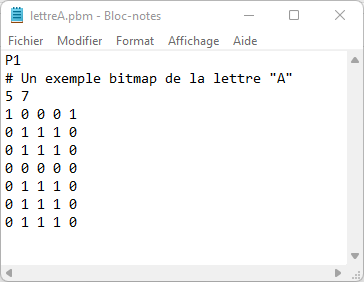 lettreA.pbm - Bloc-notes
Fichier Modifier Format Affichage Aide
P1
# Un exemple bitmap de la lettre "A"
5 7
1 0 0 0 1
0 1 1 1 0
0 1 1 1 0
0 0 0 0 0
0 1 1 1 0
0 1 1 1 0
0 1 1 1 0